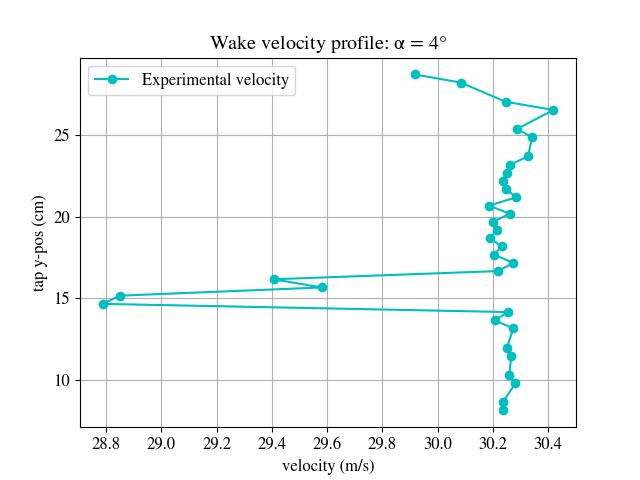 Wake velocity profile: α = 4°
Experimental velocity
25
20
15
10
tap y-pos (cm)
28.8 29.0 29.2 29.4 29.6 29.8 30.0 30.2 30.4
velocity (m/s)